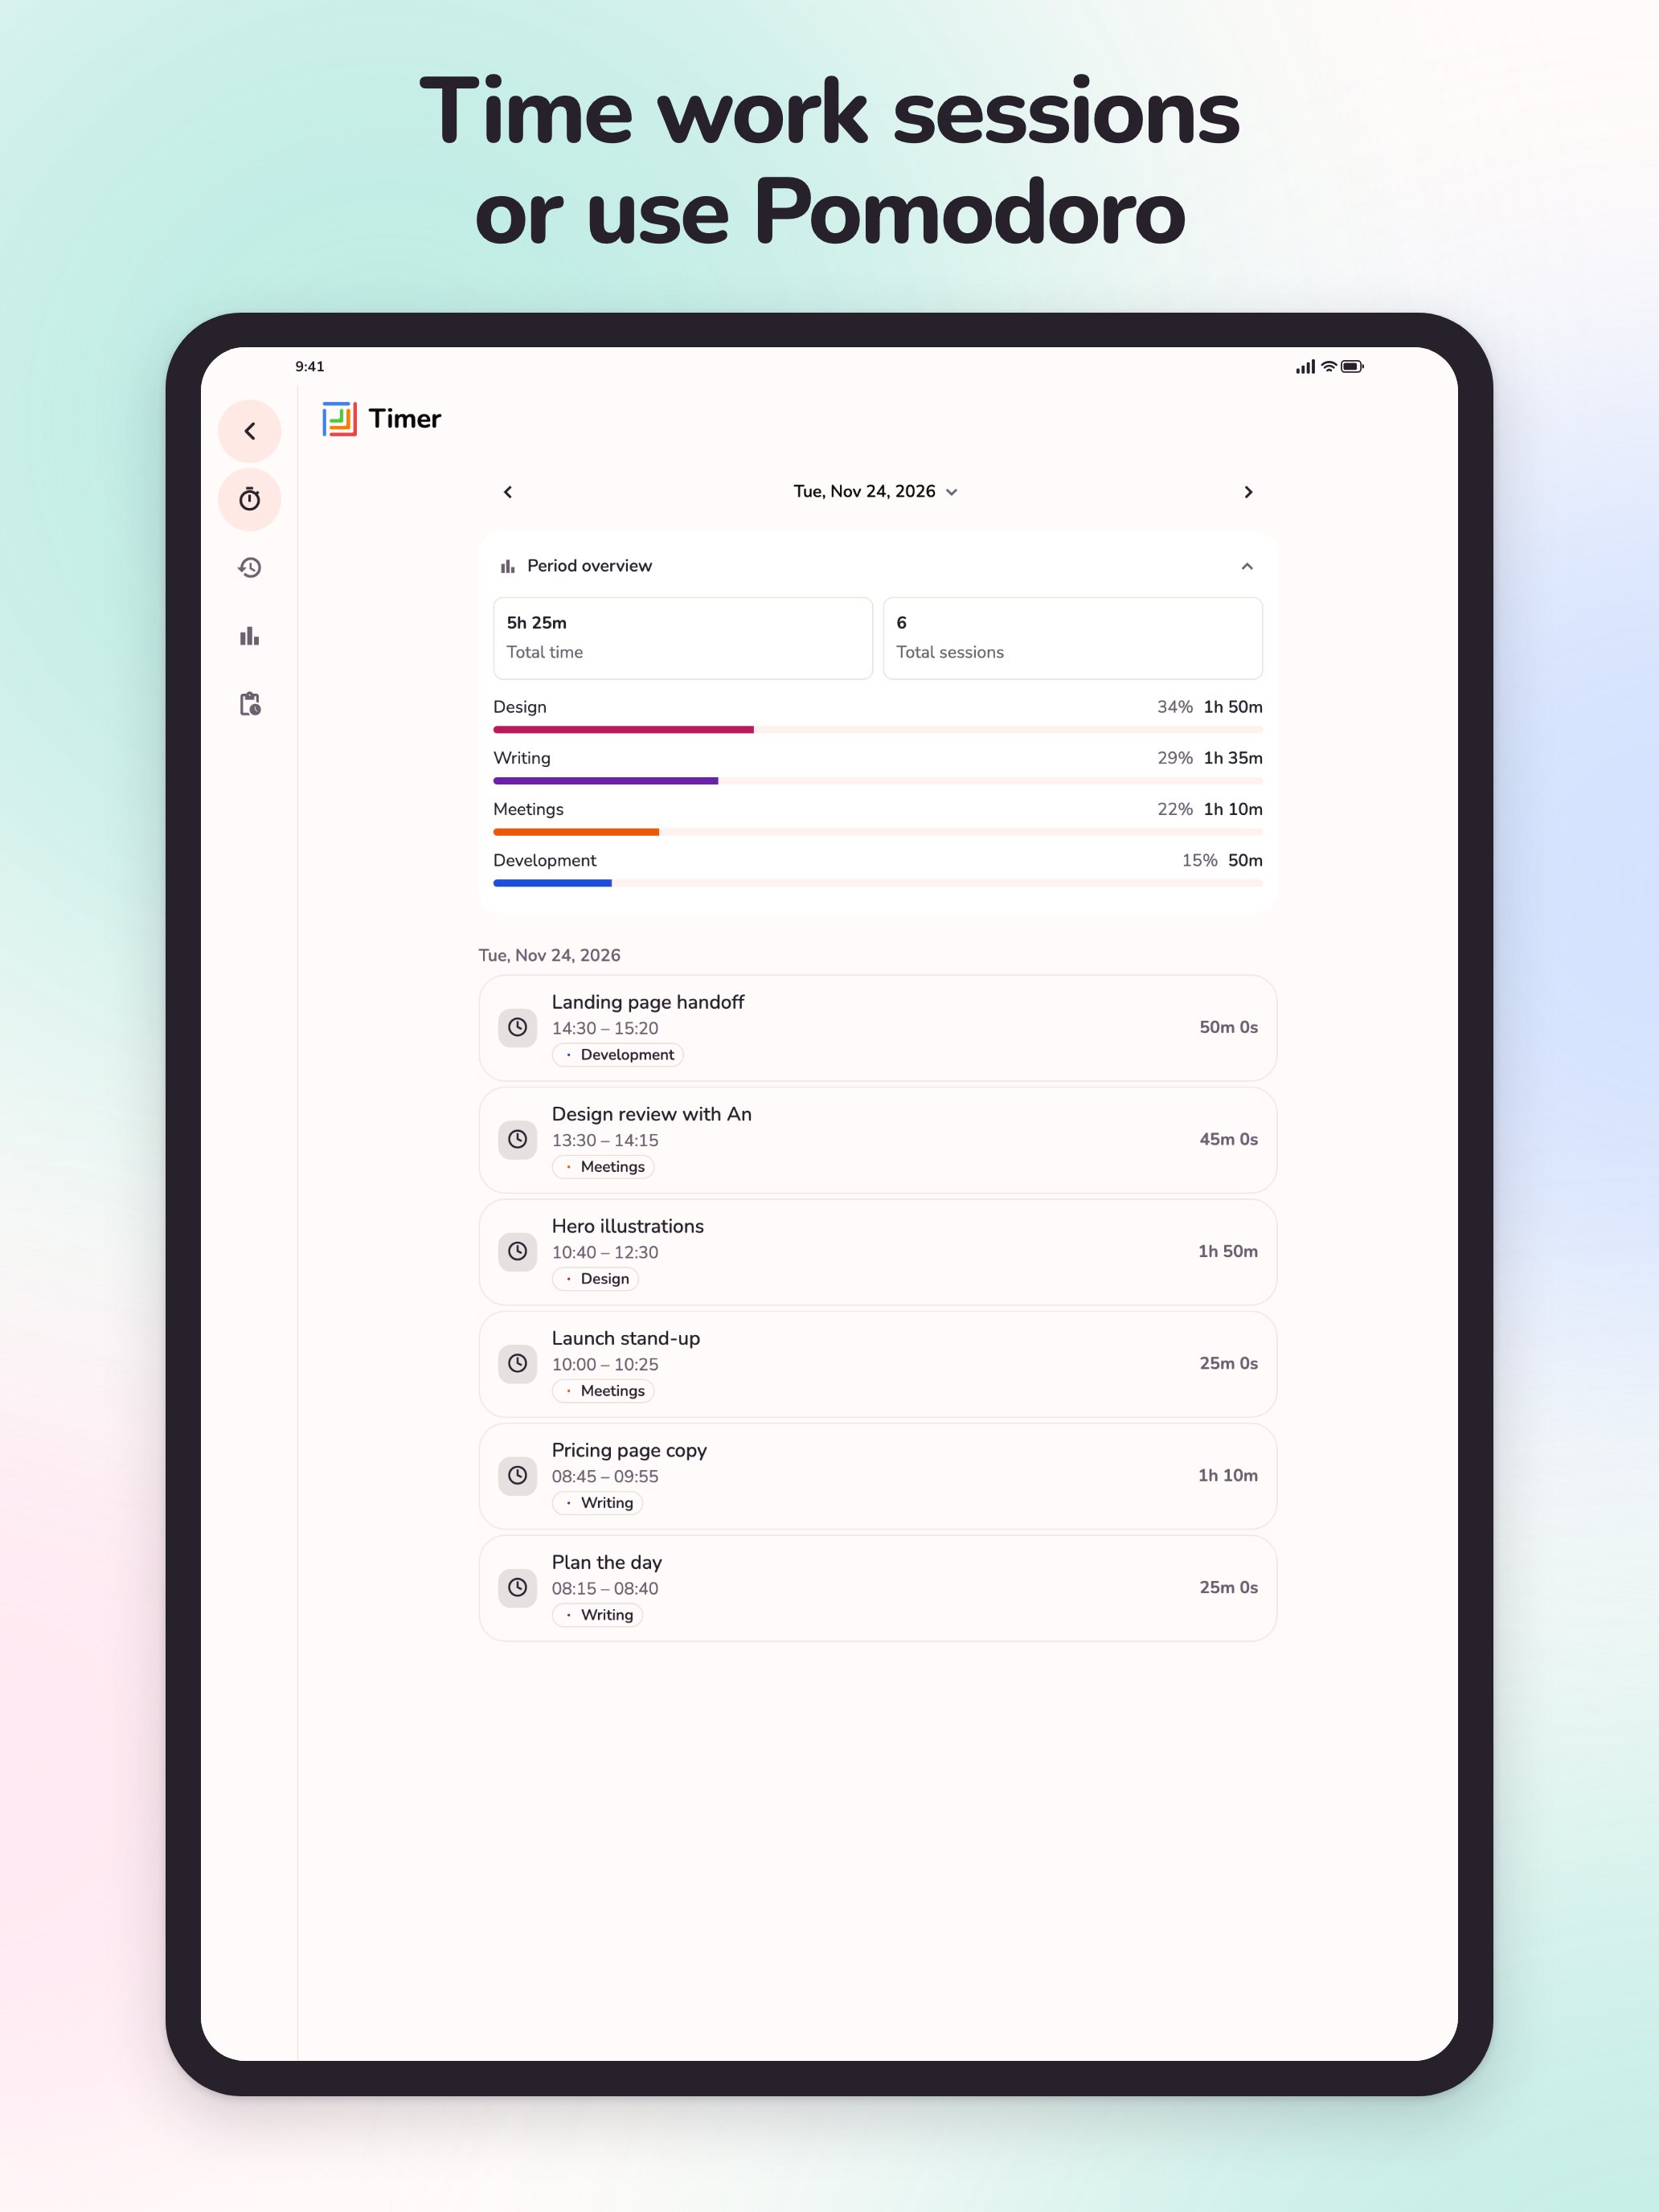 Time work sessions
or use Pomodoro
9:41
Timer
Tue, Nov 24, 2026
Period overview
5h 25m
Total time
6
Total sessions
Design 34% 1h 50m
Writing 29% 1h 35m
Meetings 22% 1h 10m
Development 15% 50m
Tue, Nov 24, 2026
Landing page handoff
14:30 – 15:20
50m 0s
Development
Design review with An
13:30 – 14:15
45m 0s
Meetings
Hero illustrations
10:40 – 12:30
1h 50m
Design
Launch stand-up
10:00 – 10:25
25m 0s
Meetings
Pricing page copy
08:45 – 09:55
1h 10m
Writing
Plan the day
08:15 – 08:40
25m 0s
Writing